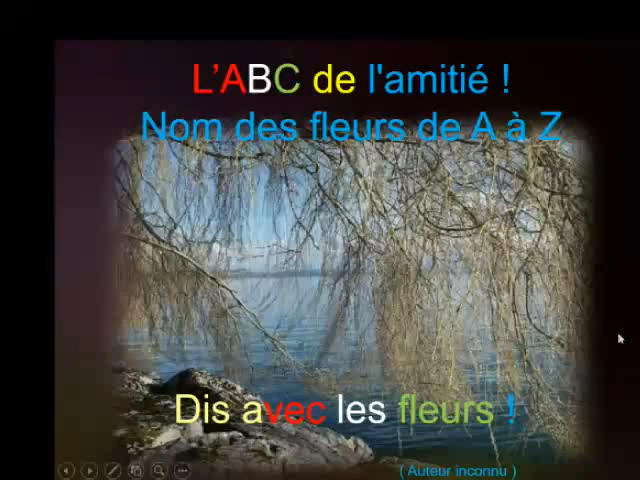 L'ABC de l'amitié !
Nom des fleurs de A à Z
Dis avec les fleurs !
( Auteur inconnu )